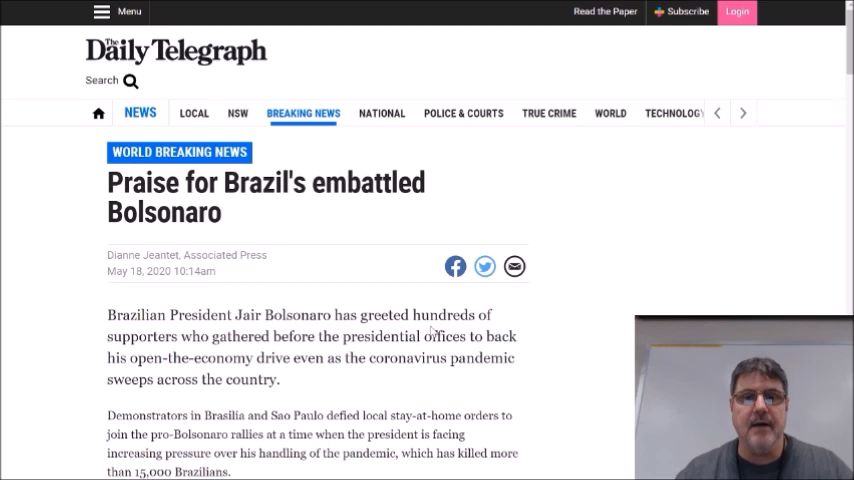 Menu
Read the Paper
Subscribe
Login
The Daily Telegraph
Search
NEWS
LOCAL
NSW
BREAKING NEWS
NATIONAL
POLICE & COURTS
TRUE CRIME
WORLD
TECHNOLOGY
WORLD BREAKING NEWS
Praise for Brazil's embattled
Bolsonaro
Dianne Jeantet, Associated Press
May 18, 2020 10:14am
Brazilian President Jair Bolsonaro has greeted hundreds of
supporters who gathered before the presidential offices to back
his open-the-economy drive even as the coronavirus pandemic
sweeps across the country.
Demonstrators in Brasilia and Sao Paulo defied local stay-at-home orders to
join the pro-Bolsonaro rallies at a time when the president is facing
increasing pressure over his handling of the pandemic, which has killed more
than 15,000 Brazilians.